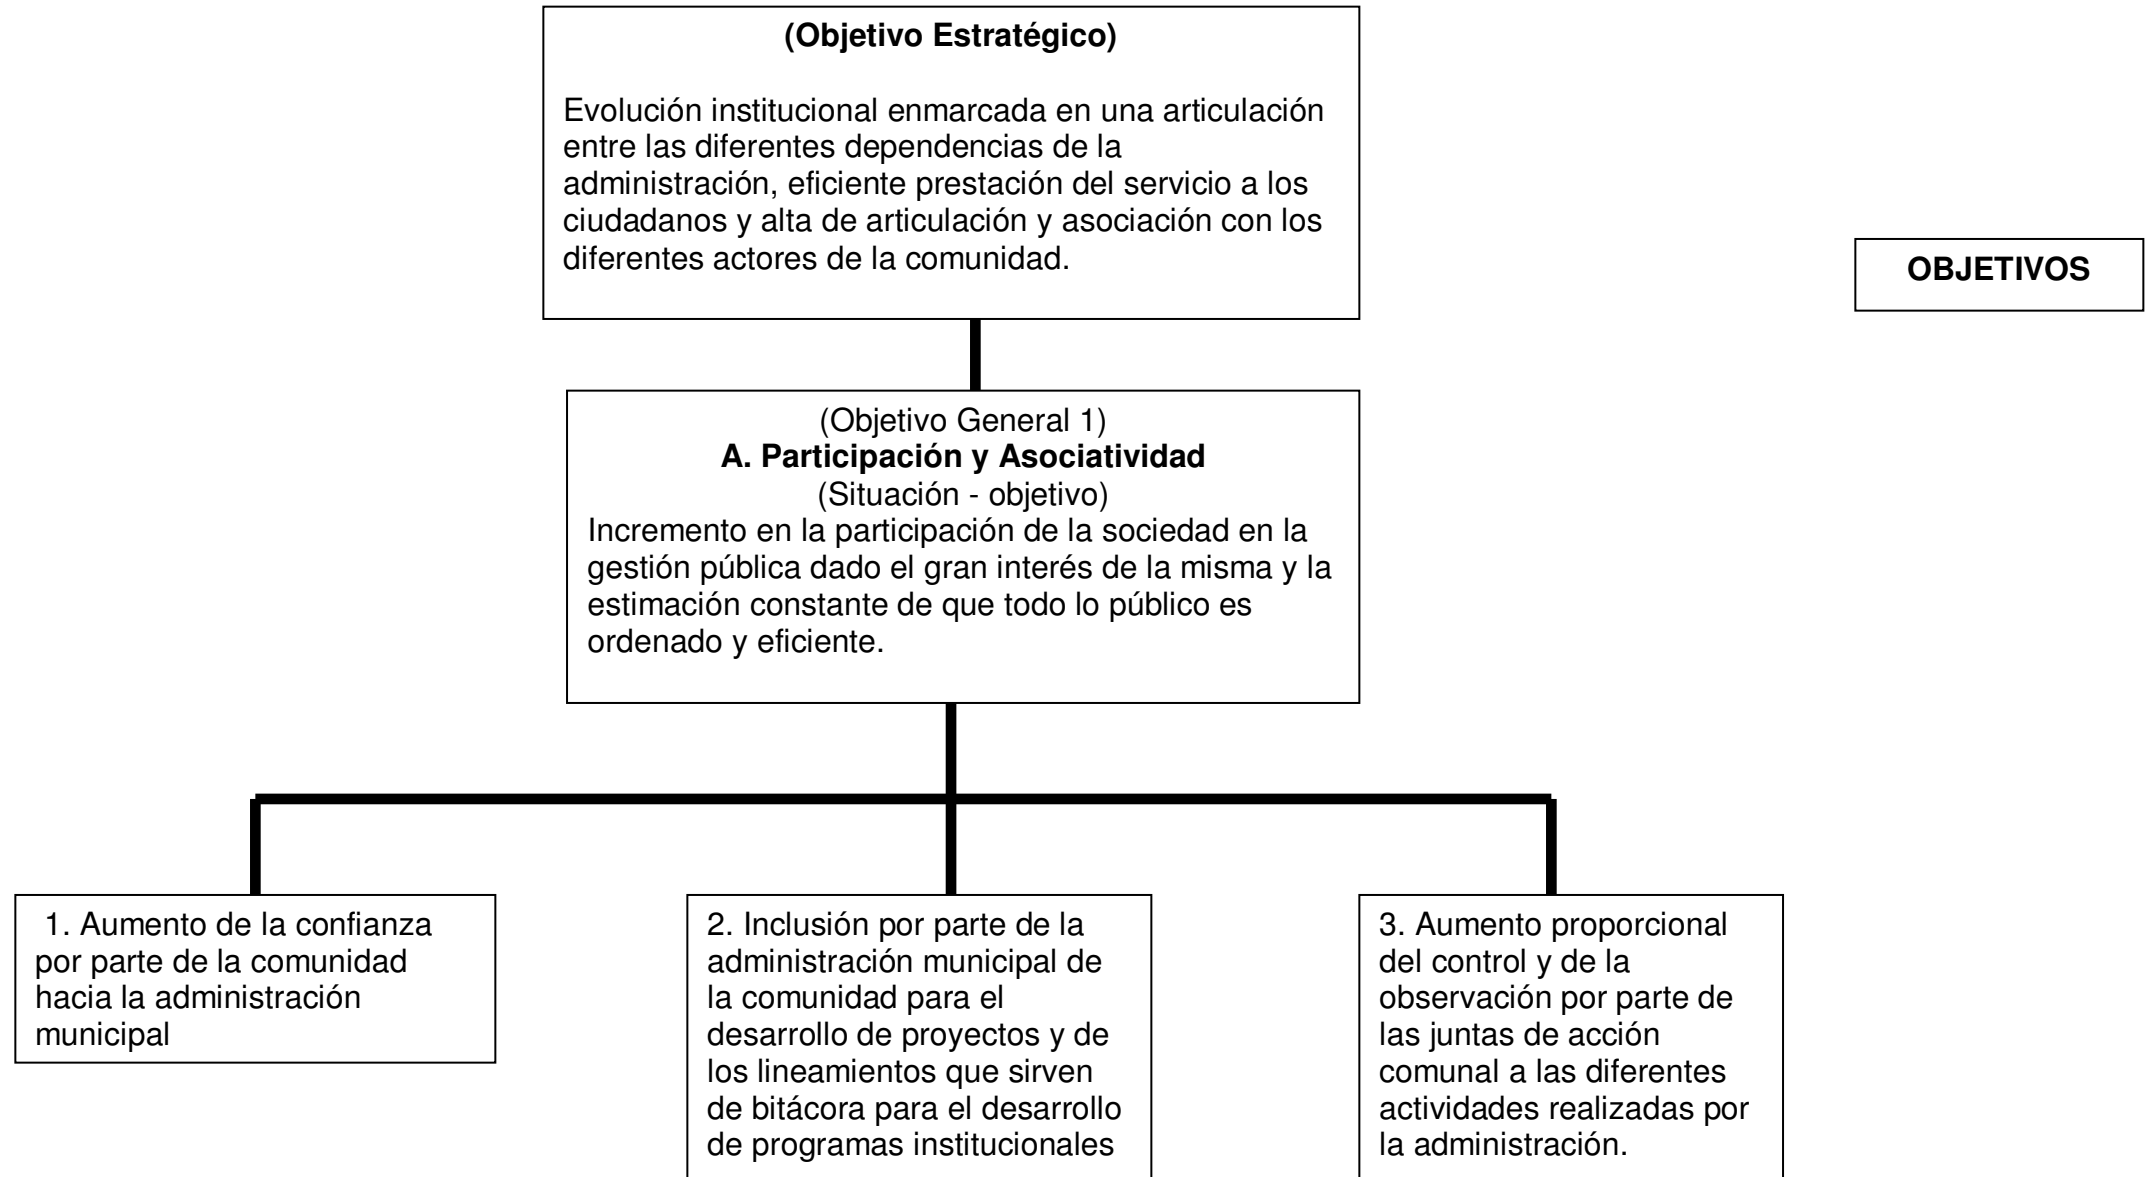 (Objetivo Estratégico)
Evolución institucional enmarcada en una articulación
entre las diferentes dependencias de la
administración, eficiente prestación del servicio a los
ciudadanos y alta de articulación y asociación con los
diferentes actores de la comunidad.
OBJETIVOS
(Objetivo General 1)
A. Participación y Asociatividad
(Situación - objetivo)
Incremento en la participación de la sociedad en la
gestión pública dado el gran interés de la misma y la
estimación constante de que todo lo público es
ordenado y eficiente.
1. Aumento de la confianza
por parte de la comunidad
hacia la administración
municipal
2. Inclusión por parte de la
administración municipal de
la comunidad para el
desarrollo de proyectos y de
los lineamientos que sirven
de bitácora para el desarrollo
de programas institucionales
3. Aumento proporcional
del control y de la
observación por parte de
las juntas de acción
comunal a las diferentes
actividades realizadas por
la administración.